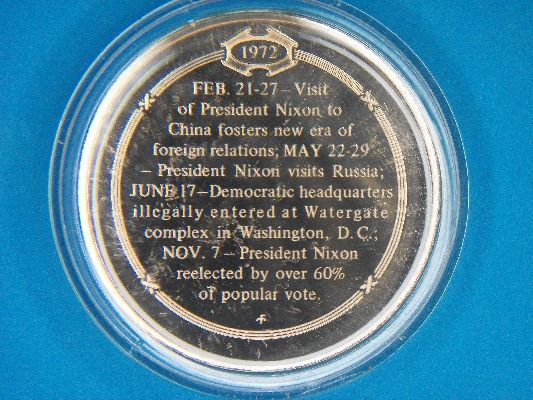 1972
FEB. 21-27 – Visit
of President Nixon to
China fosters new era of
foreign relations; MAY 22-29
– President Nixon visits Russia;
JUNE 17–Democratic headquarters
illegally entered at Watergate
complex in Washington, D.C.;
NOV. 7 – President Nixon
reelected by over 60%
of popular vote.